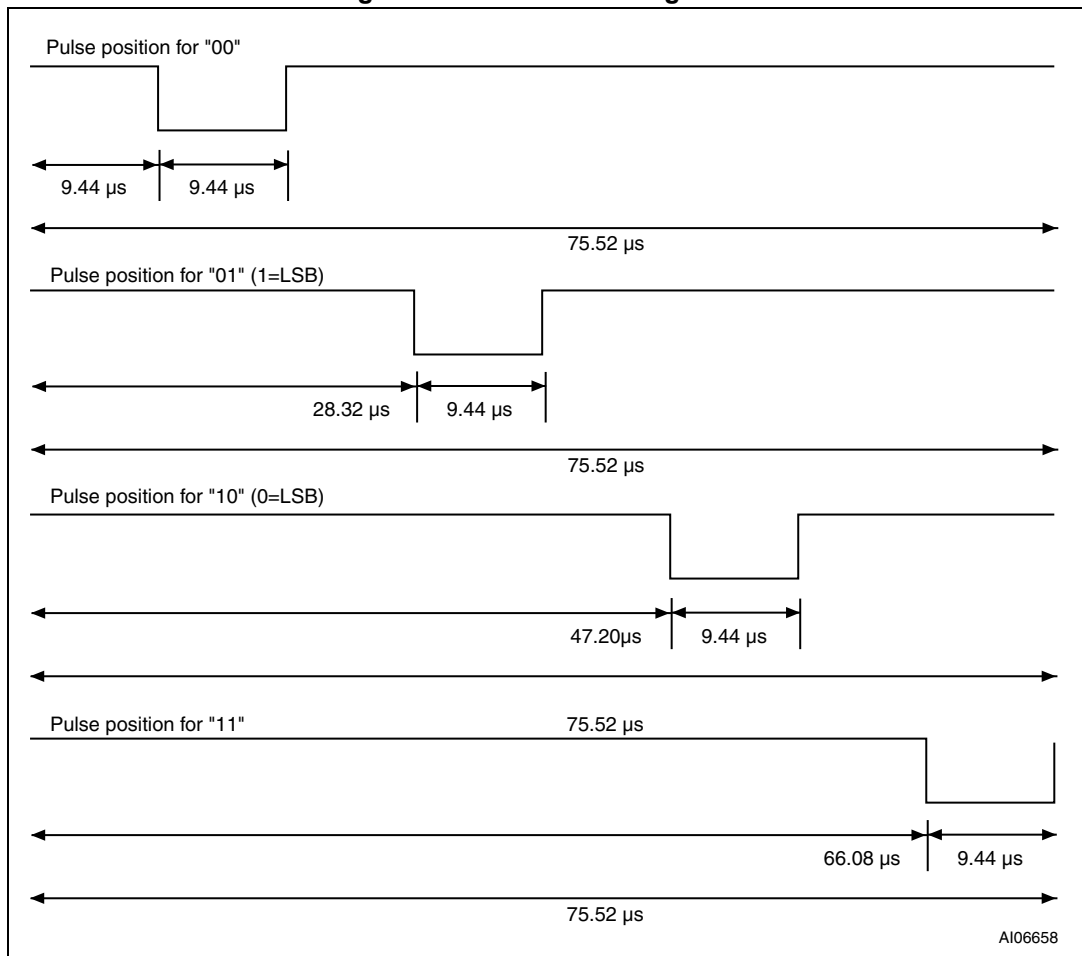 Pulse position for "00"
9.44 µs
9.44 µs
75.52 µs
Pulse position for "01" (1=LSB)
28.32 µs
9.44 µs
75.52 µs
Pulse position for "10" (0=LSB)
47.20µs
9.44 µs
Pulse position for "11"
75.52 µs
66.08 µs
9.44 µs
75.52 µs
AI06658